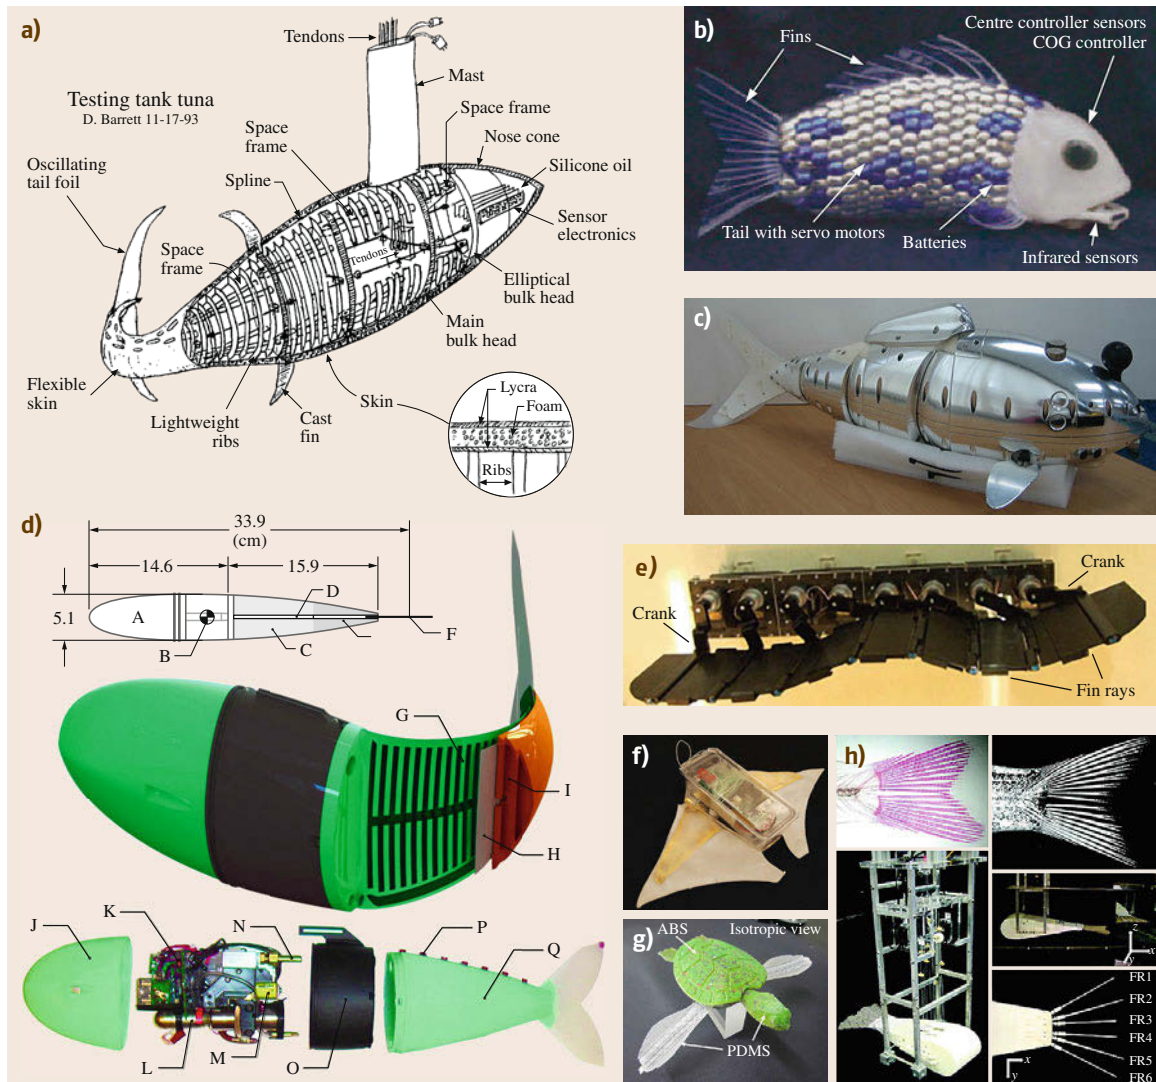 a)
Testing tank tuna
D. Barrett 11-17-93
Tendons
Mast
Space frame
Nose cone
Silicone oil
Sensor
electronics
Elliptical
bulk head
Main
bulk head
Space
frame
Spline
Oscillating
tail foil
Space
frame
Tendons
Flexible
skin
Lightweight
ribs
Cast
fin
Skin
Lycra
Foam
Ribs
b)
Fins
Centre controller sensors
COG controller
Tail with servo motors
Batteries
Infrared sensors
c)
d)
33.9
(cm)
14.6
15.9
5.1
A
B
C
D
F
G
H
I
J
K
L
M
N
O
P
Q
e)
Crank
Crank
Fin rays
f)
g)
ABS
Isotropic view
PDMS
h)
z
x
y
FR1
FR2
FR3
FR4
FR5
FR6
x
y